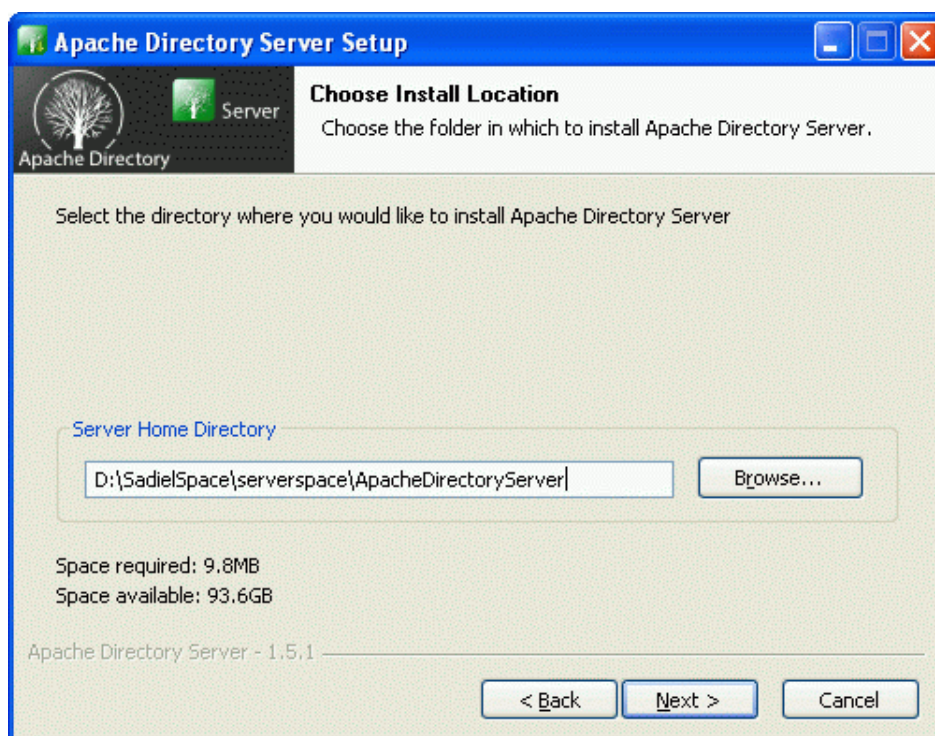 Apache Directory Server Setup
Server
Apache Directory
Choose Install Location
Choose the folder in which to install Apache Directory Server.
Select the directory where you would like to install Apache Directory Server
Server Home Directory
D:\SadielSpace\serverspace\ApacheDirectoryServer
Browse...
Space required: 9.8MB
Space available: 93.6GB
Apache Directory Server - 1.5.1
< Back
Next >
Cancel